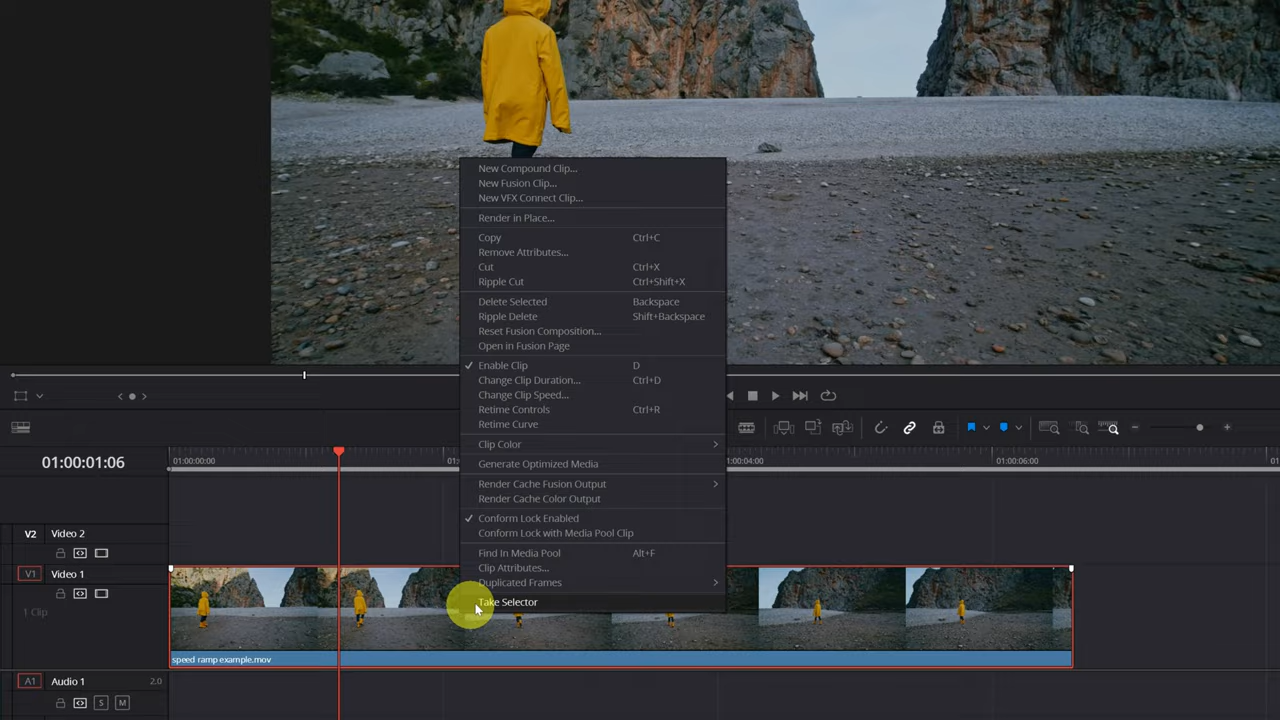 New Compound Clip...
New Fusion Clip...
New VFX Connect Clip...
Render in Place...
Copy Ctrl+C
Remove Attributes...
Cut Ctrl+X
Ripple Cut Ctrl+Shift+X
Delete Selected Backspace
Ripple Delete Shift+Backspace
Reset Fusion Composition...
Open in Fusion Page
Enable Clip D
Change Clip Duration... Ctrl+D
Change Clip Speed...
Retime Controls Ctrl+R
Retime Curve
Clip Color
Generate Optimized Media
Render Cache Fusion Output
Render Cache Color Output
Conform Lock Enabled
Conform Lock with Media Pool Clip
Find In Media Pool Alt+F
Clip Attributes...
Duplicated Frames
Take Selector
01:00:01:06
01:00:00:00
01:00:04:00
01:00:06:00
V2 Video 2
V1 Video 1
1 Clip
speed ramp example.mov
A1 Audio 1 2.0
S M